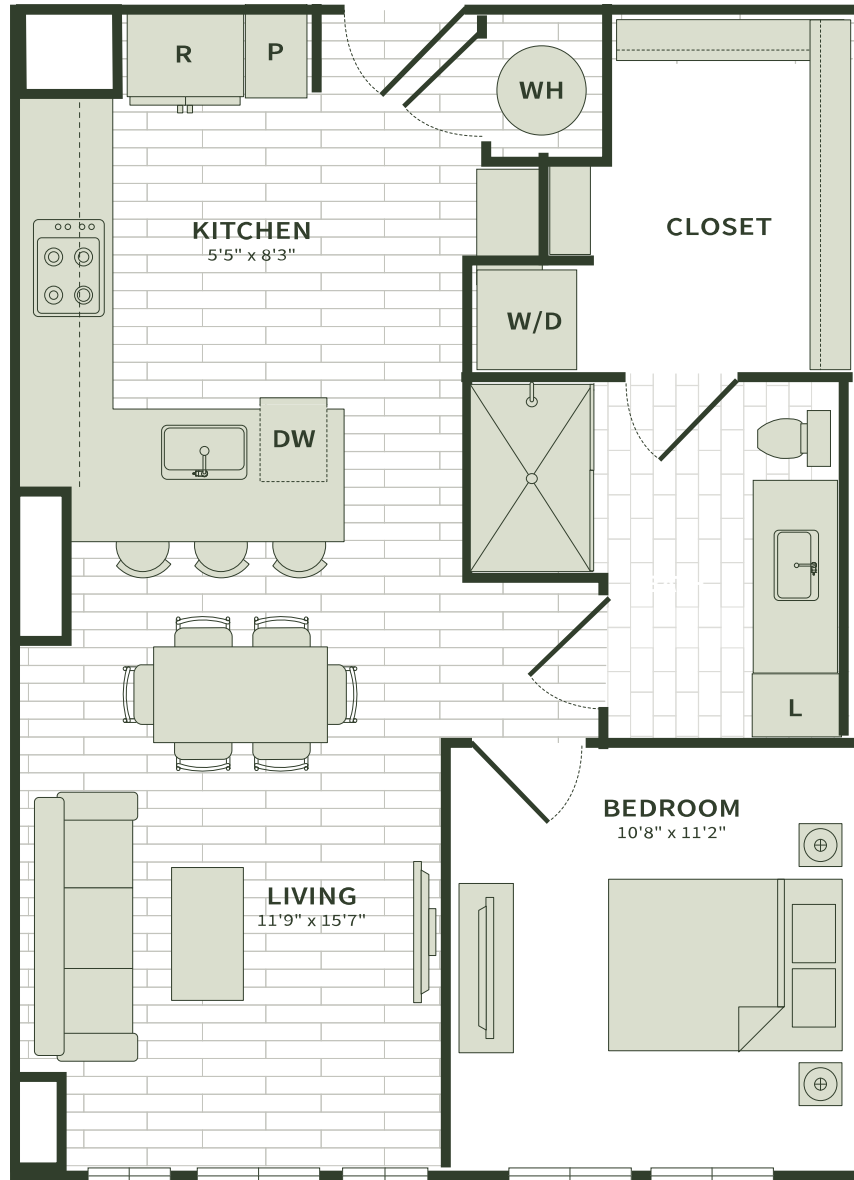 R
P
WH
KITCHEN
5'5" x 8'3"
CLOSET
W/D
DW
L
BEDROOM
10'8" x 11'2"
LIVING
11'9" x 15'7"